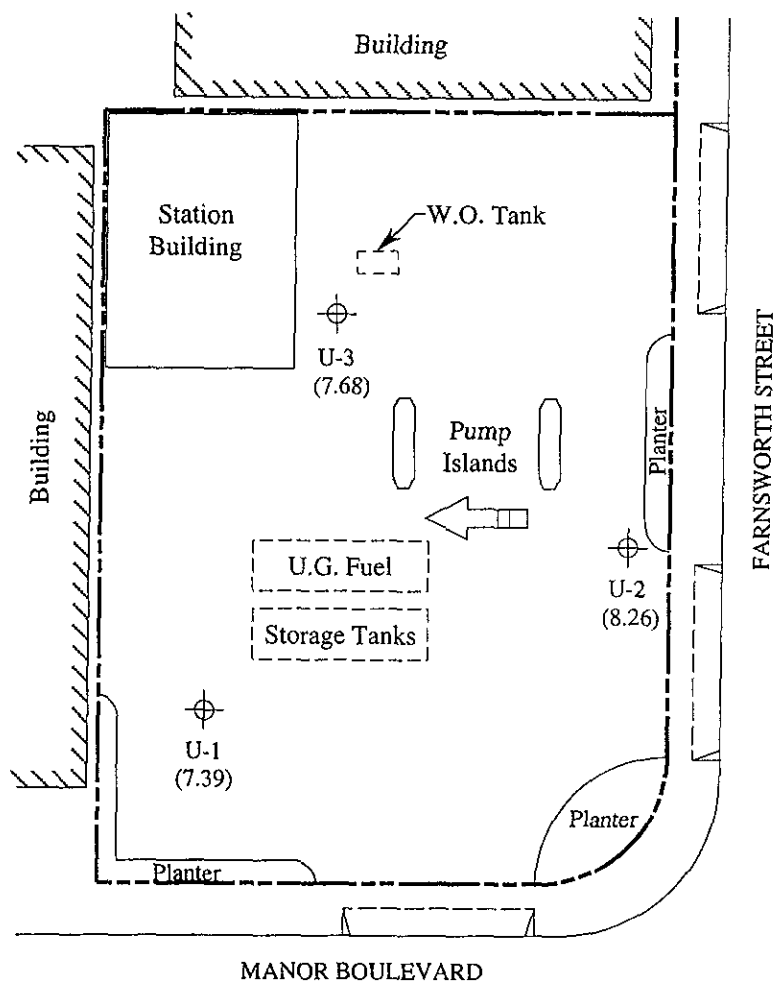 Building
Station
Building
W.O. Tank
U-3
(7.68)
Building
Pump
Islands
Planter
FARNSWORTH STREET
U.G. Fuel
Storage Tanks
U-2
(8.26)
U-1
(7.39)
Planter
Planter
MANOR BOULEVARD